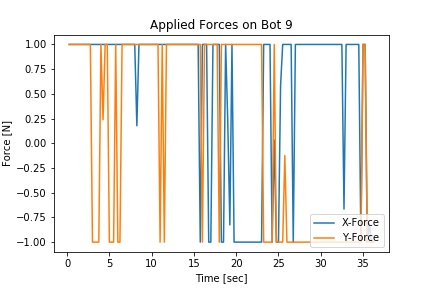 Applied Forces on Bot 9
1.00
0.75
0.50
0.25
0.00
−0.25
−0.50
−0.75
−1.00
Force [N]
X-Force
Y-Force
0 5 10 15 20 25 30 35
Time [sec]